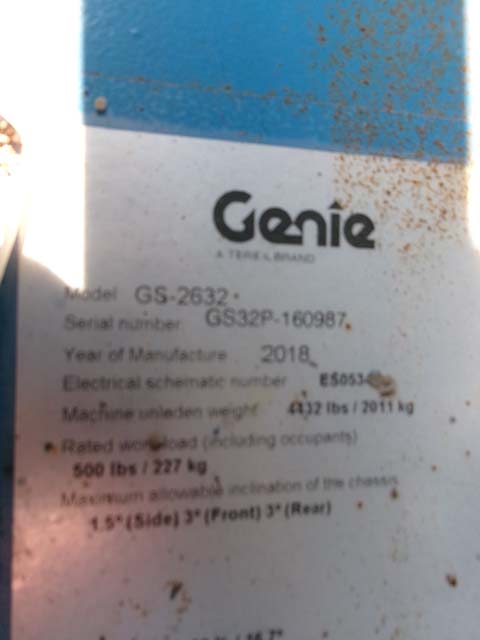 Genie
A TEREX BRAND
Model GS-2632
Serial number GS32P-160987
Year of Manufacture 2018
Electrical schematic number
Machine unladen weight 4432 lbs / 2011 kg
Rated work load (including occupants)
500 lbs / 227 kg
Maximum allowable inclination of the chassis
1.5° (Side) 3° (Front) 3° (Rear)